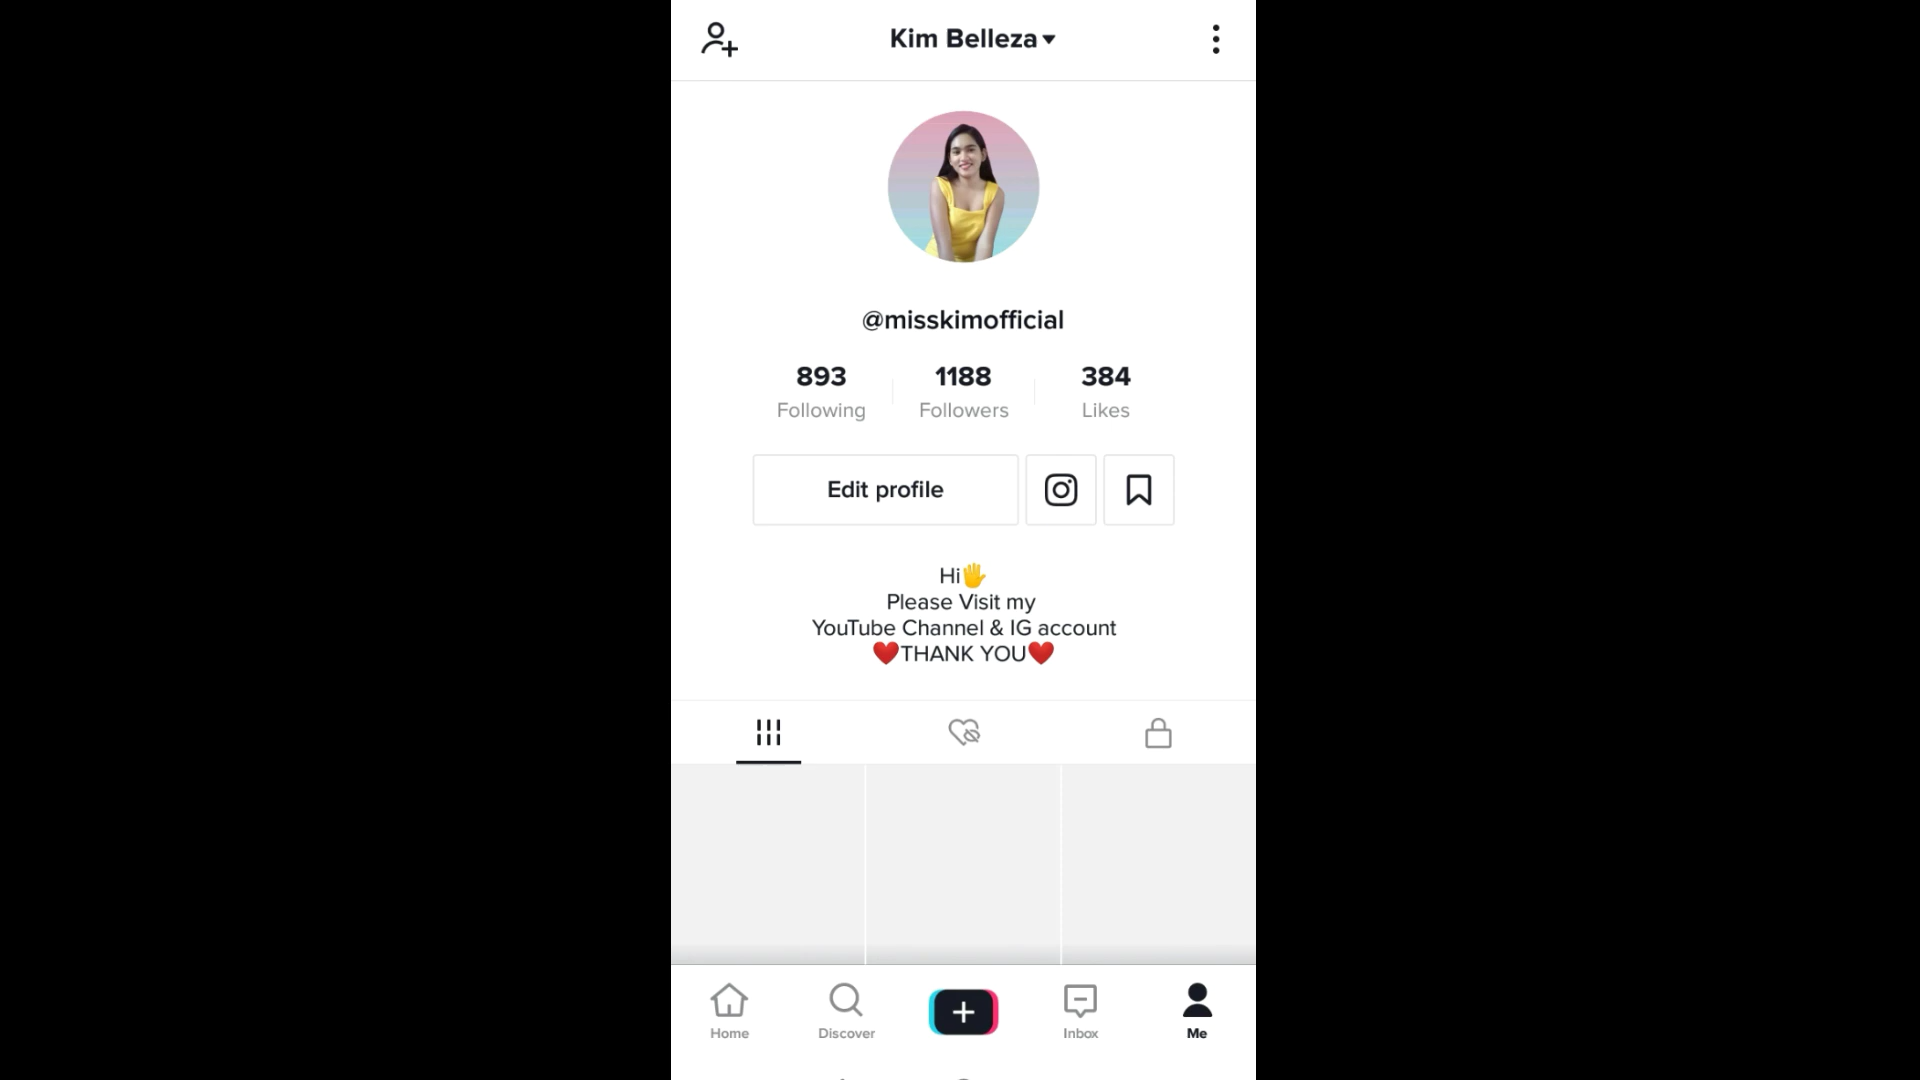 Kim Belleza
@misskimofficial
893 1188 384
Following Followers Likes
Edit profile
Hi🖐
Please Visit my
YouTube Channel & IG account
❤️THANK YOU❤️
Home Discover Inbox Me